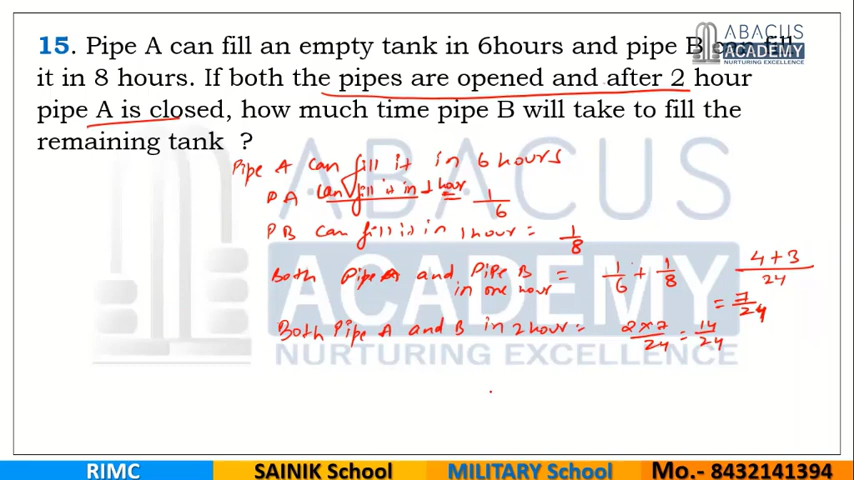 ABACUS
ACADEMY
NURTURING EXCELLENCE
15. Pipe A can fill an empty tank in 6hours and pipe B can fill
it in 8 hours. If both the pipes are opened and after 2 hour
pipe A is closed, how much time pipe B will take to fill the
remaining tank ?
Pipe A can fill it in 6 hours
P A can fill it in 1 hour = 1/6
P B can fill it in 1 hour = 1/8
Both Pipe A and Pipe B in one hour = 1/6 + 1/8 4+3/24
= 7/24
Both Pipe A and B in 2 hour = 2×7/24 = 14/24
ABACUS
ACADEMY
NURTURING EXCELLENCE
RIMC SAINIK School MILITARY School Mo.- 8432141394